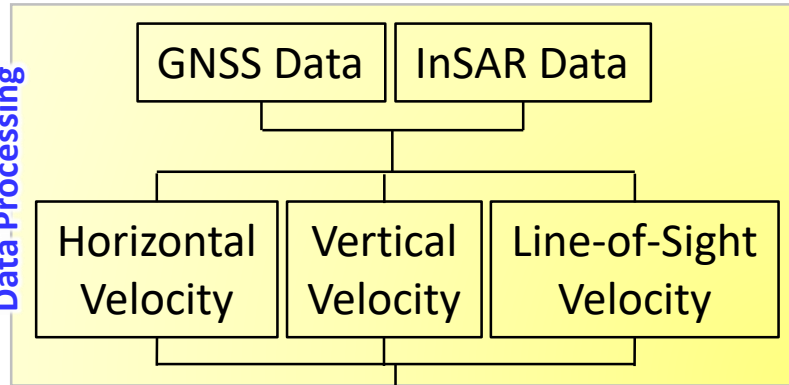 Data Processing
GNSS Data
InSAR Data
Horizontal
Velocity
Vertical
Velocity
Line-of-Sight
Velocity